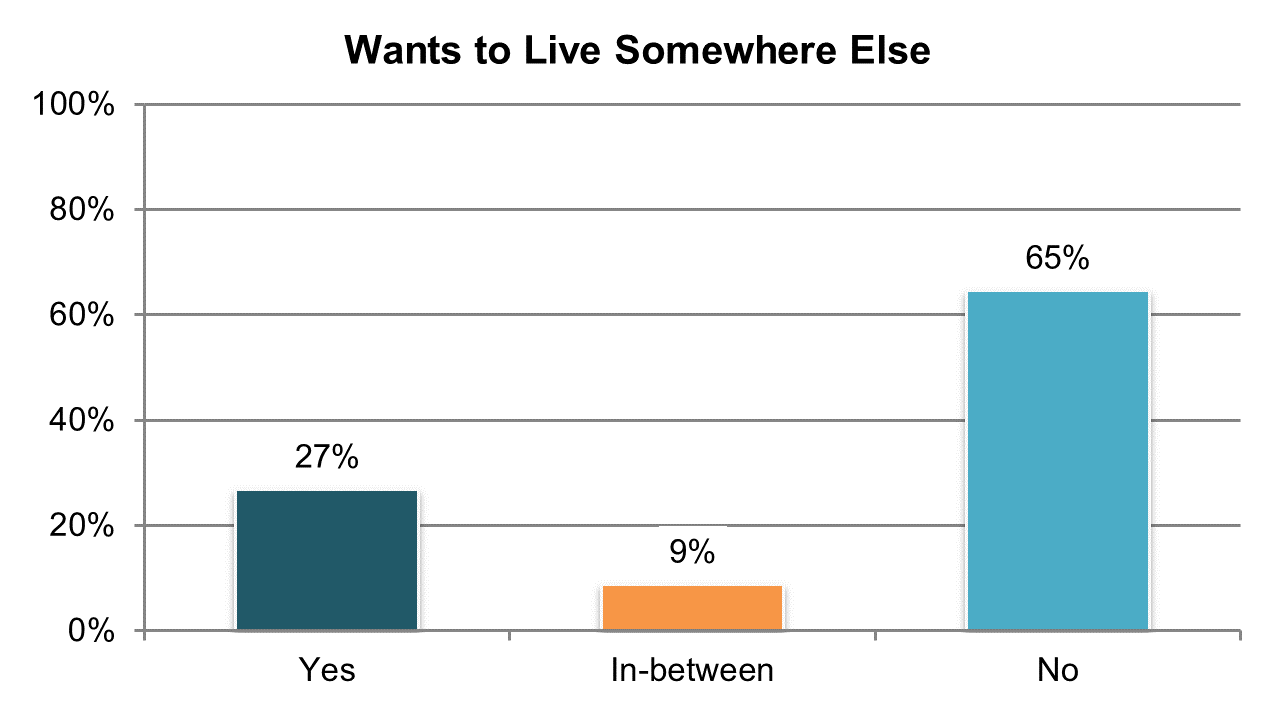 Wants to Live Somewhere Else
100%
80%
60%
40%
20%
0%
27%
9%
65%
Yes
In-between
No